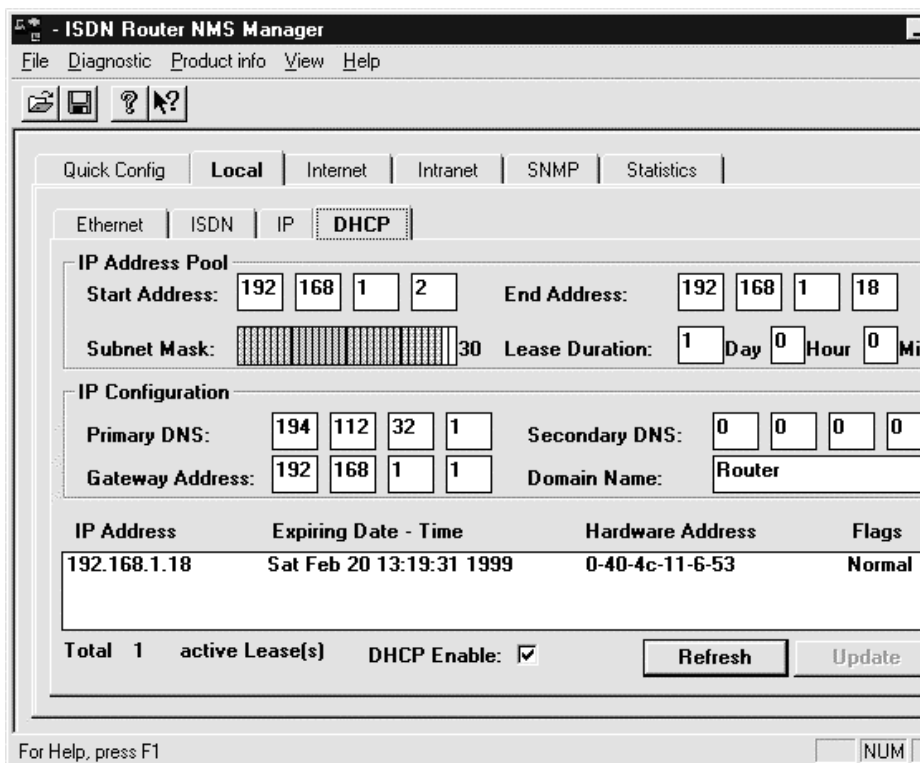 - ISDN Router NMS Manager
File Diagnostic Product info View Help
Quick Config Local Internet Intranet SNMP Statistics
Ethernet ISDN IP DHCP
IP Address Pool
Start Address: 192 168 1 2 End Address: 192 168 1 18
Subnet Mask: 30 Lease Duration: 1 Day 0 Hour 0 Mi
IP Configuration
Primary DNS: 194 112 32 1 Secondary DNS: 0 0 0 0
Gateway Address: 192 168 1 1 Domain Name: Router
IP Address Expiring Date - Time Hardware Address Flags
192.168.1.18 Sat Feb 20 13:19:31 1999 0-40-4c-11-6-53 Normal
Total 1 active Lease(s) DHCP Enable: Refresh Update
For Help, press F1 NUM